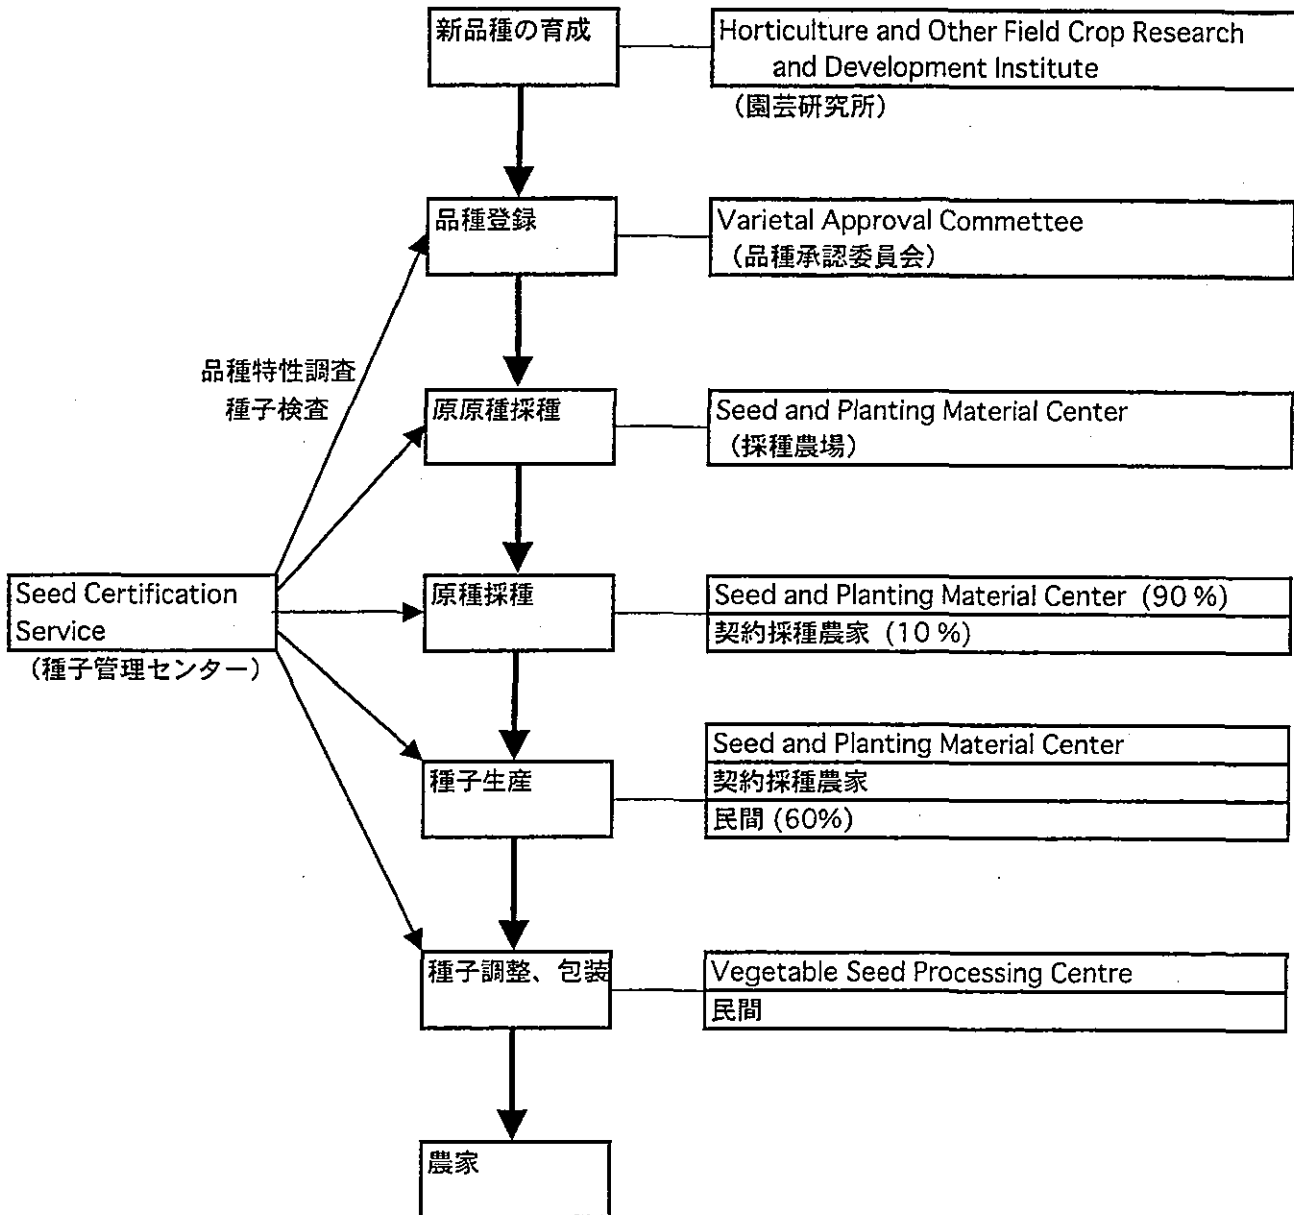 新品種の育成
Horticulture and Other Field Crop Research
and Development Institute
（園芸研究所）
品種登録
Varietal Approval Commettee
（品種承認委員会）
品種特性調査
種子検査
原原種採種
Seed and Planting Material Center
（採種農場）
Seed Certification
Service
（種子管理センター）
原種採種
Seed and Planting Material Center (90 %)
契約採種農家 (10 %)
種子生産
Seed and Planting Material Center
契約採種農家
民間 (60%)
種子調整、包装
Vegetable Seed Processing Centre
民間
農家